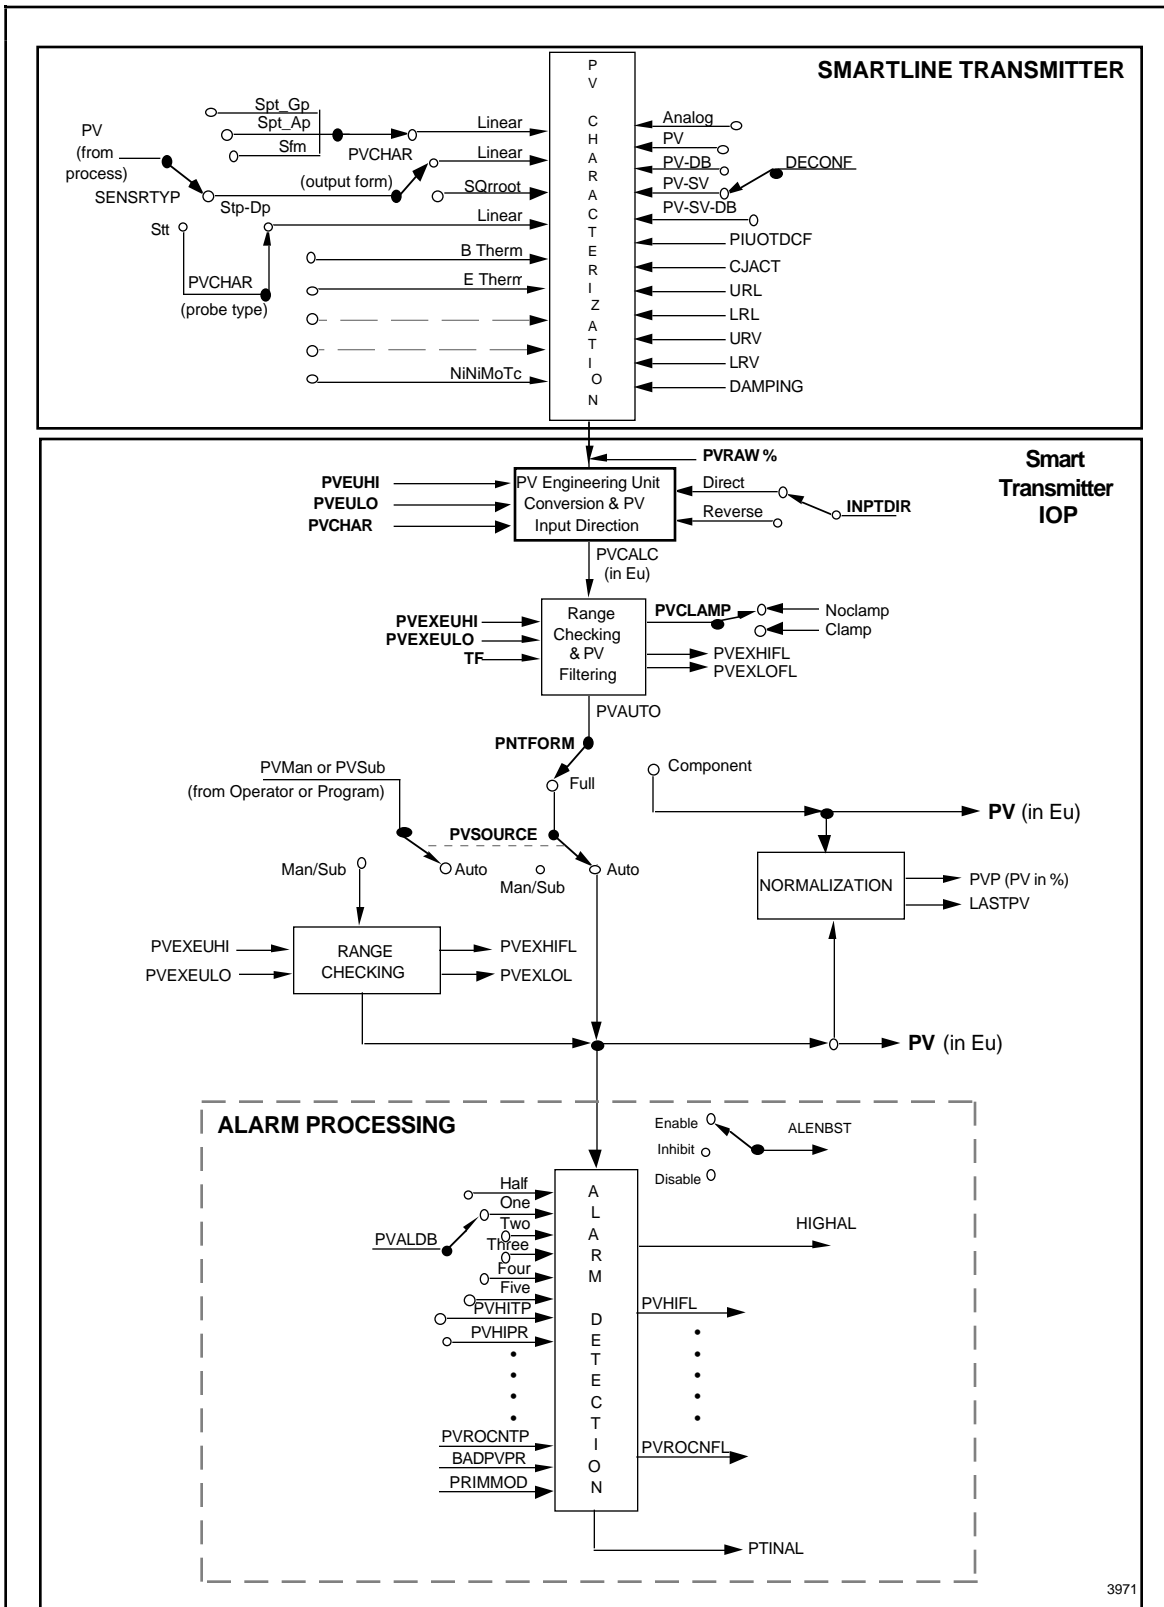 SMARTLINE TRANSMITTER
PV CHARACTERIZATION
Spt_Gp
Spt_Ap
Sfm
PV
(from
process)
SENSRTYP
Stp-Dp
Stt
PVCHAR
(output form)
PVCHAR
(probe type)
Linear
Linear
SQrroot
Linear
B Therm
E Therm
NiNiMoTc
Analog
PV
PV-DB
PV-SV
PV-SV-DB
DECONF
PIUOTDCF
CJACT
URL
LRL
URV
LRV
DAMPING
Smart
Transmitter
IOP
PVRAW %
PVEUHI
PVEULO
PVCHAR
PV Engineering Unit
Conversion & PV
Input Direction
Direct
Reverse
INPTDIR
PVCALC
(in Eu)
PVEXEUHI
PVEXEULO
TF
Range
Checking
& PV
Filtering
PVCLAMP
Noclamp
Clamp
PVEXHIFL
PVEXLOFL
PVAUTO
PNTFORM
Full
Component
PVMan or PVSub
(from Operator or Program)
PVSOURCE
Man/Sub
Auto
Man/Sub
Auto
PV (in Eu)
NORMALIZATION
PVP (PV in %)
LASTPV
PVEXEUHI
PVEXEULO
RANGE
CHECKING
PVEXHIFL
PVEXLOL
PV (in Eu)
ALARM PROCESSING
Enable
Inhibit
Disable
ALENBST
ALARM DETECTION
Half
One
Two
Three
Four
Five
PVALDB
PVHITP
PVHIPR
PVROCNTP
BADPVPR
PRIMMOD
HIGHAL
PVHIFL
PVROCNFL
PTINAL
3971